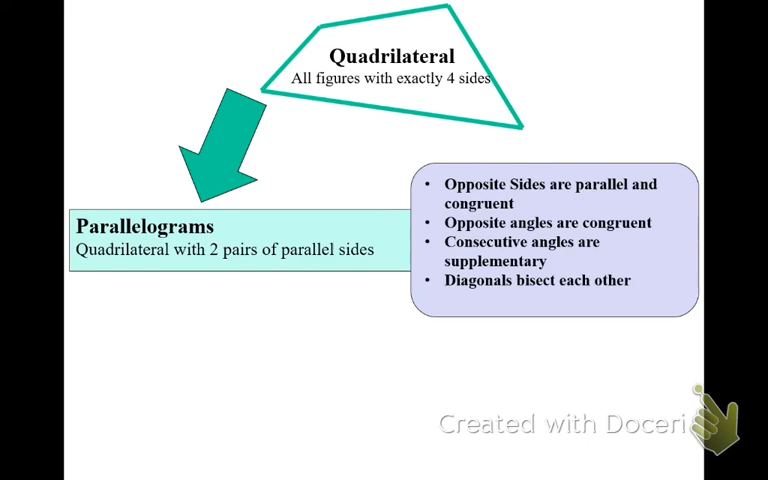 Quadrilateral
All figures with exactly 4 sides
Parallelograms
Quadrilateral with 2 pairs of parallel sides
• Opposite Sides are parallel and
congruent
• Opposite angles are congruent
• Consecutive angles are
supplementary
• Diagonals bisect each other
Created with Doceri